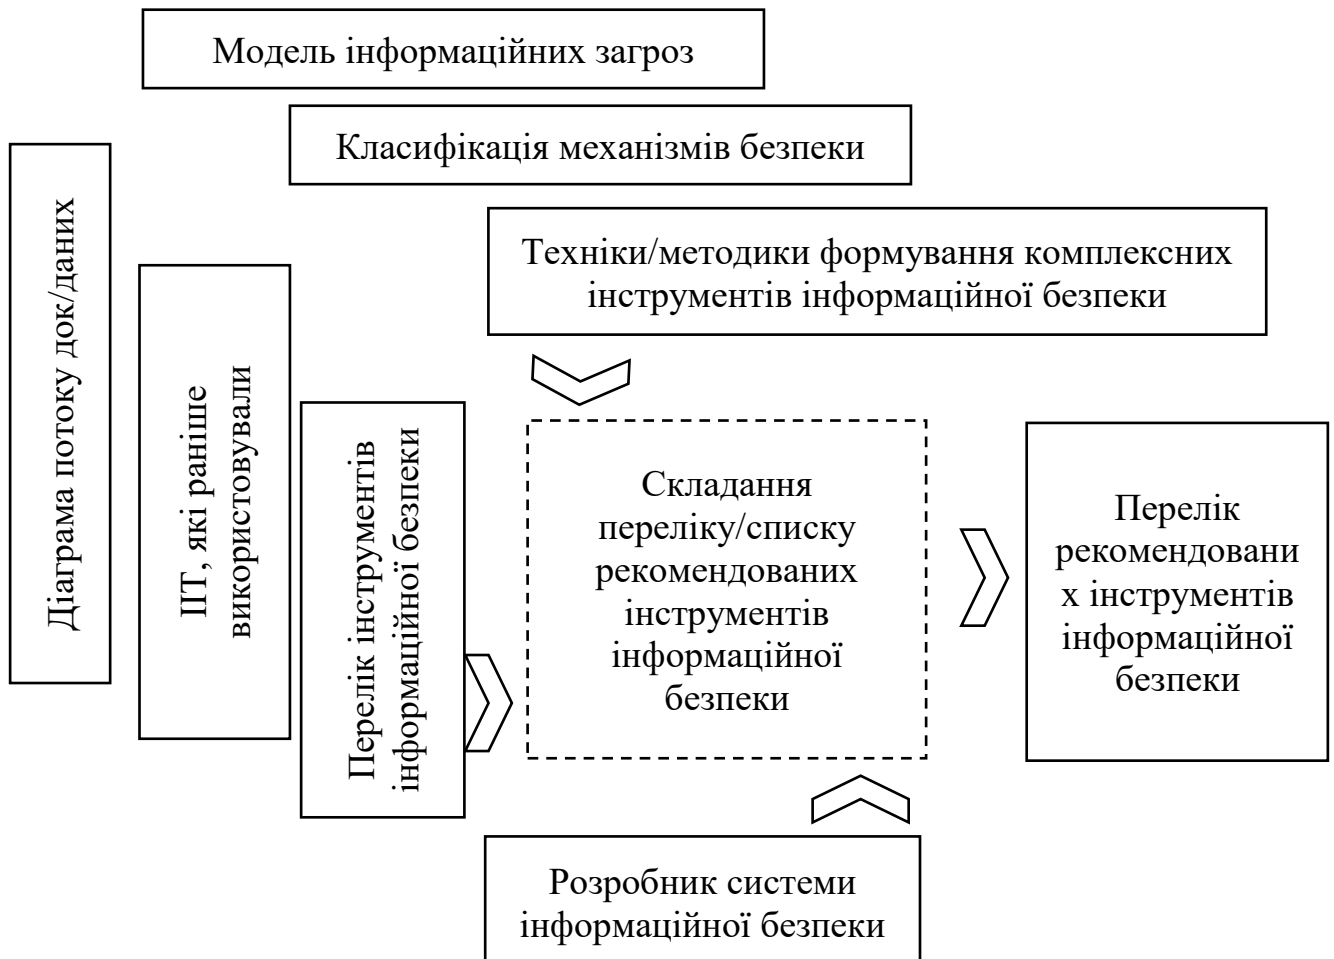 Модель інформаційних загроз
Класифікація механізмів безпеки
Техніки/методики формування комплексних
інструментів інформаційної безпеки
Діаграма потоку док/даних
ІІТ, які раніше
використовували
Перелік інструментів
інформаційної безпеки
Складання
переліку/списку
рекомендованих
інструментів
інформаційної
безпеки
Перелік
рекомендовани
х інструментів
інформаційної
безпеки
Розробник системи
інформаційної безпеки